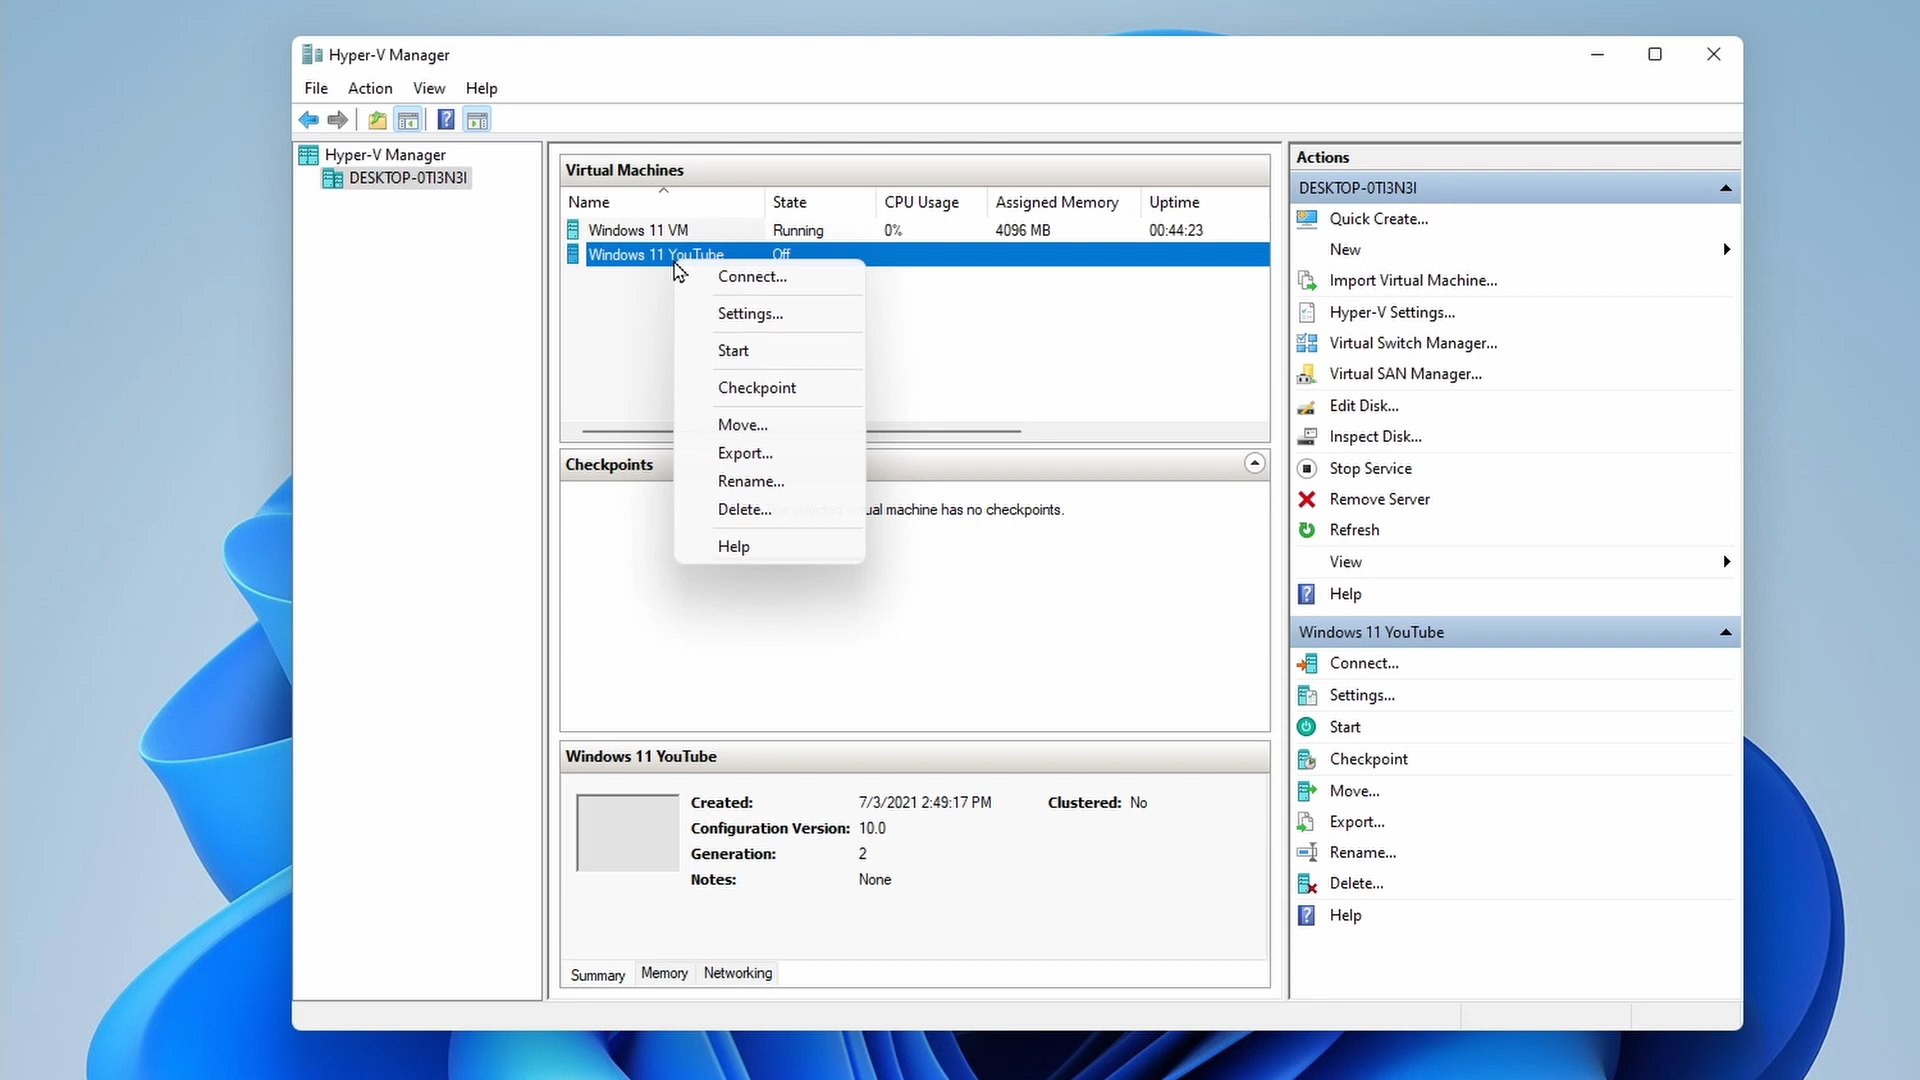 Hyper-V Manager
File Action View Help
Hyper-V Manager
DESKTOP-0TI3N3I
Virtual Machines
Name State CPU Usage Assigned Memory Uptime
Windows 11 VM Running 0% 4096 MB 00:44:23
Windows 11 YouTube Off
Connect...
Settings...
Start
Checkpoint
Move...
Export...
Rename...
Delete...
Help
Checkpoints
selected virtual machine has no checkpoints.
Windows 11 YouTube
Created: 7/3/2021 2:49:17 PM Clustered: No
Configuration Version: 10.0
Generation: 2
Notes: None
Summary Memory Networking
Actions
DESKTOP-0TI3N3I
Quick Create...
New
Import Virtual Machine...
Hyper-V Settings...
Virtual Switch Manager...
Virtual SAN Manager...
Edit Disk...
Inspect Disk...
Stop Service
Remove Server
Refresh
View
Help
Windows 11 YouTube
Connect...
Settings...
Start
Checkpoint
Move...
Export...
Rename...
Delete...
Help